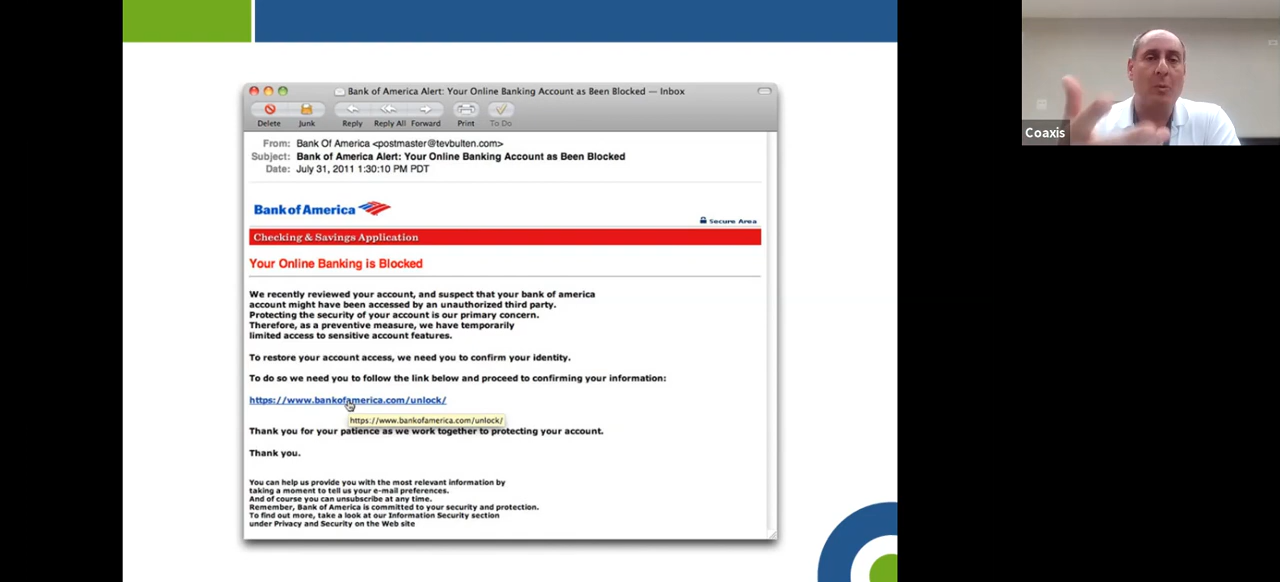 Bank of America Alert: Your Online Banking Account as Been Blocked — Inbox
Delete Junk Reply Reply All Forward Print To Do
From: Bank Of America <postmaster@tevbulten.com>
Subject: Bank of America Alert: Your Online Banking Account as Been Blocked
Date: July 31, 2011 1:30:10 PM PDT
Bank of America
Secure Area
Checking & Savings Application
Your Online Banking is Blocked
We recently reviewed your account, and suspect that your bank of america
account might have been accessed by an unauthorized third party.
Protecting the security of your account is our primary concern.
Therefore, as a preventive measure, we have temporarily
limited access to sensitive account features.
To restore your account access, we need you to confirm your identity.
To do so we need you to follow the link below and proceed to confirming your information:
https://www.bankofamerica.com/unlock/
https://www.bankofamerica.com/unlock/
Thank you for your patience as we work together to protecting your account.
Thank you.
You can help us provide you with the most relevant information by
taking a moment to tell us your e-mail preferences.
And of course you can unsubscribe at any time.
Remember, Bank of America is committed to your security and protection.
To find out more, take a look at our Information Security section
under Privacy and Security on the Web site
Coaxis